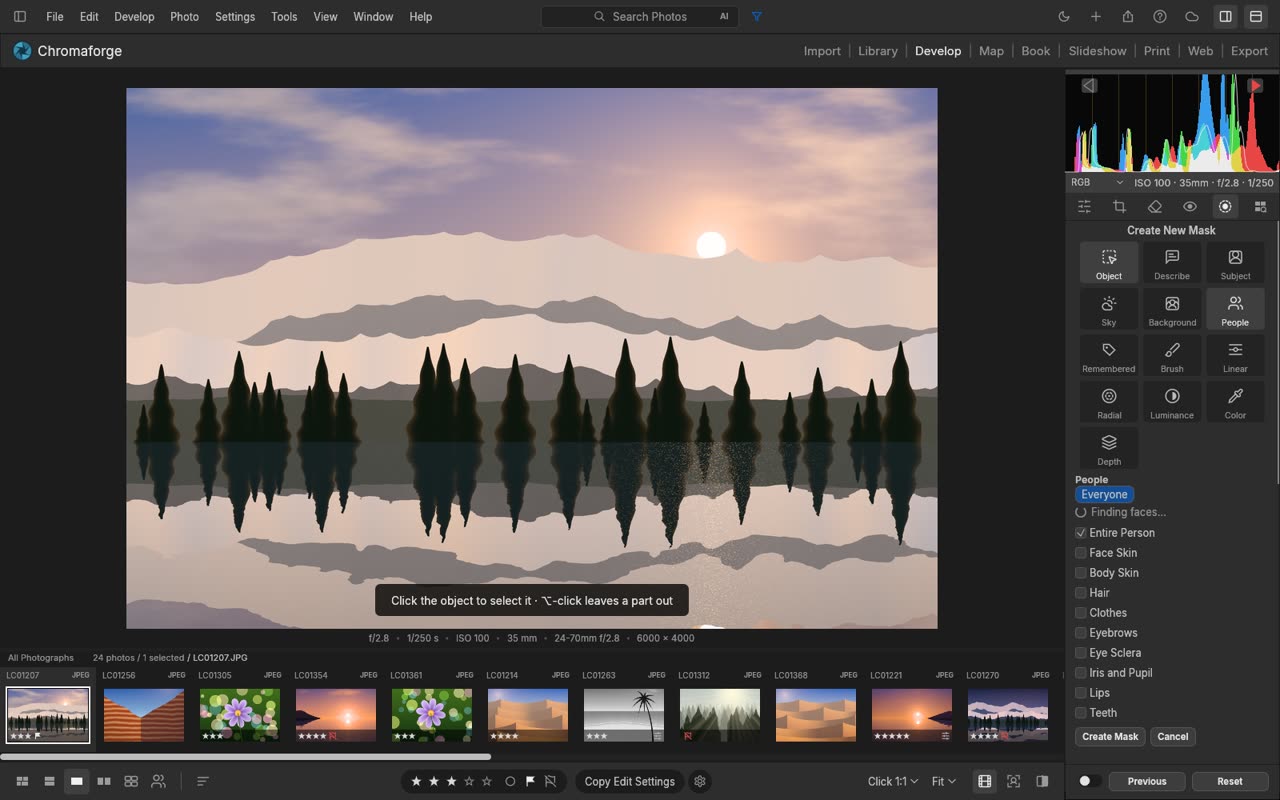 File Edit Develop Photo Settings Tools View Window Help
Search Photos AI
Chromaforge
Import Library Develop Map Book Slideshow Print Web Export
RGB ISO 100 · 35mm · f/2.8 · 1/250
Create New Mask
Object Describe Subject
Sky Background People
Remembered Brush Linear
Radial Luminance Color
Depth
People
Everyone
Finding faces...
Entire Person
Face Skin
Body Skin
Hair
Clothes
Eyebrows
Eye Sclera
Iris and Pupil
Lips
Teeth
Create Mask Cancel
Click the object to select it · ⌥-click leaves a part out
f/2.8 · 1/250 s · ISO 100 · 35 mm · 24-70mm f/2.8 · 6000 × 4000
All Photographs 24 photos / 1 selected / LC01207.JPG
LC01207 JPEG LC01256 JPEG LC01305 JPEG LC01354 JPEG LC01361 JPEG LC01214 JPEG LC01263 JPEG LC01312 JPEG LC01368 JPEG LC01221 JPEG LC01270 JPEG
Copy Edit Settings Click 1:1 Fit Previous Reset